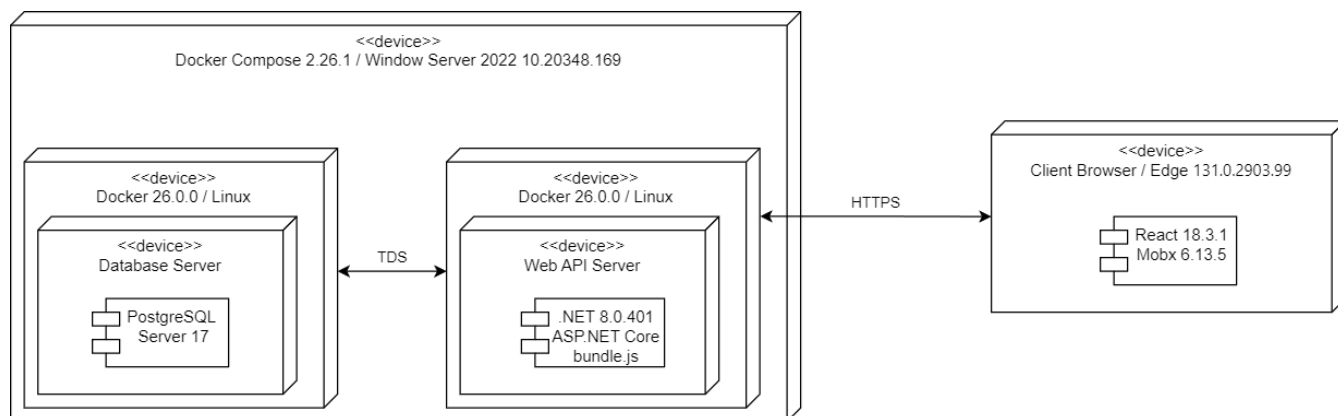 <<device>>
Docker Compose 2.26.1 / Window Server 2022 10.20348.169
<<device>>
Docker 26.0.0 / Linux
<<device>>
Database Server
PostgreSQL
Server 17
TDS
<<device>>
Docker 26.0.0 / Linux
<<device>>
Web API Server
.NET 8.0.401
ASP.NET Core
bundle.js
HTTPS
<<device>>
Client Browser / Edge 131.0.2903.99
React 18.3.1
Mobx 6.13.5